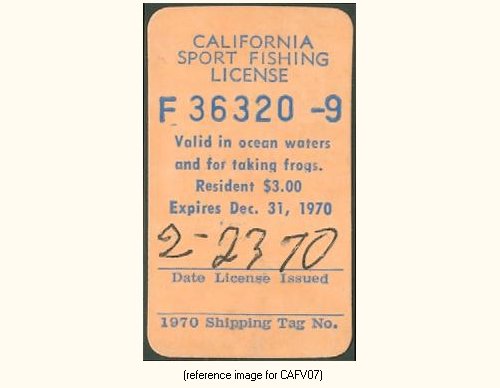 CALIFORNIA
SPORT FISHING
LICENSE
F 36320 -9
Valid in ocean waters
and for taking frogs.
Resident $3.00
Expires Dec. 31, 1970
2-23 70
Date License Issued
1970 Shipping Tag No.
(reference image for CAFV07)